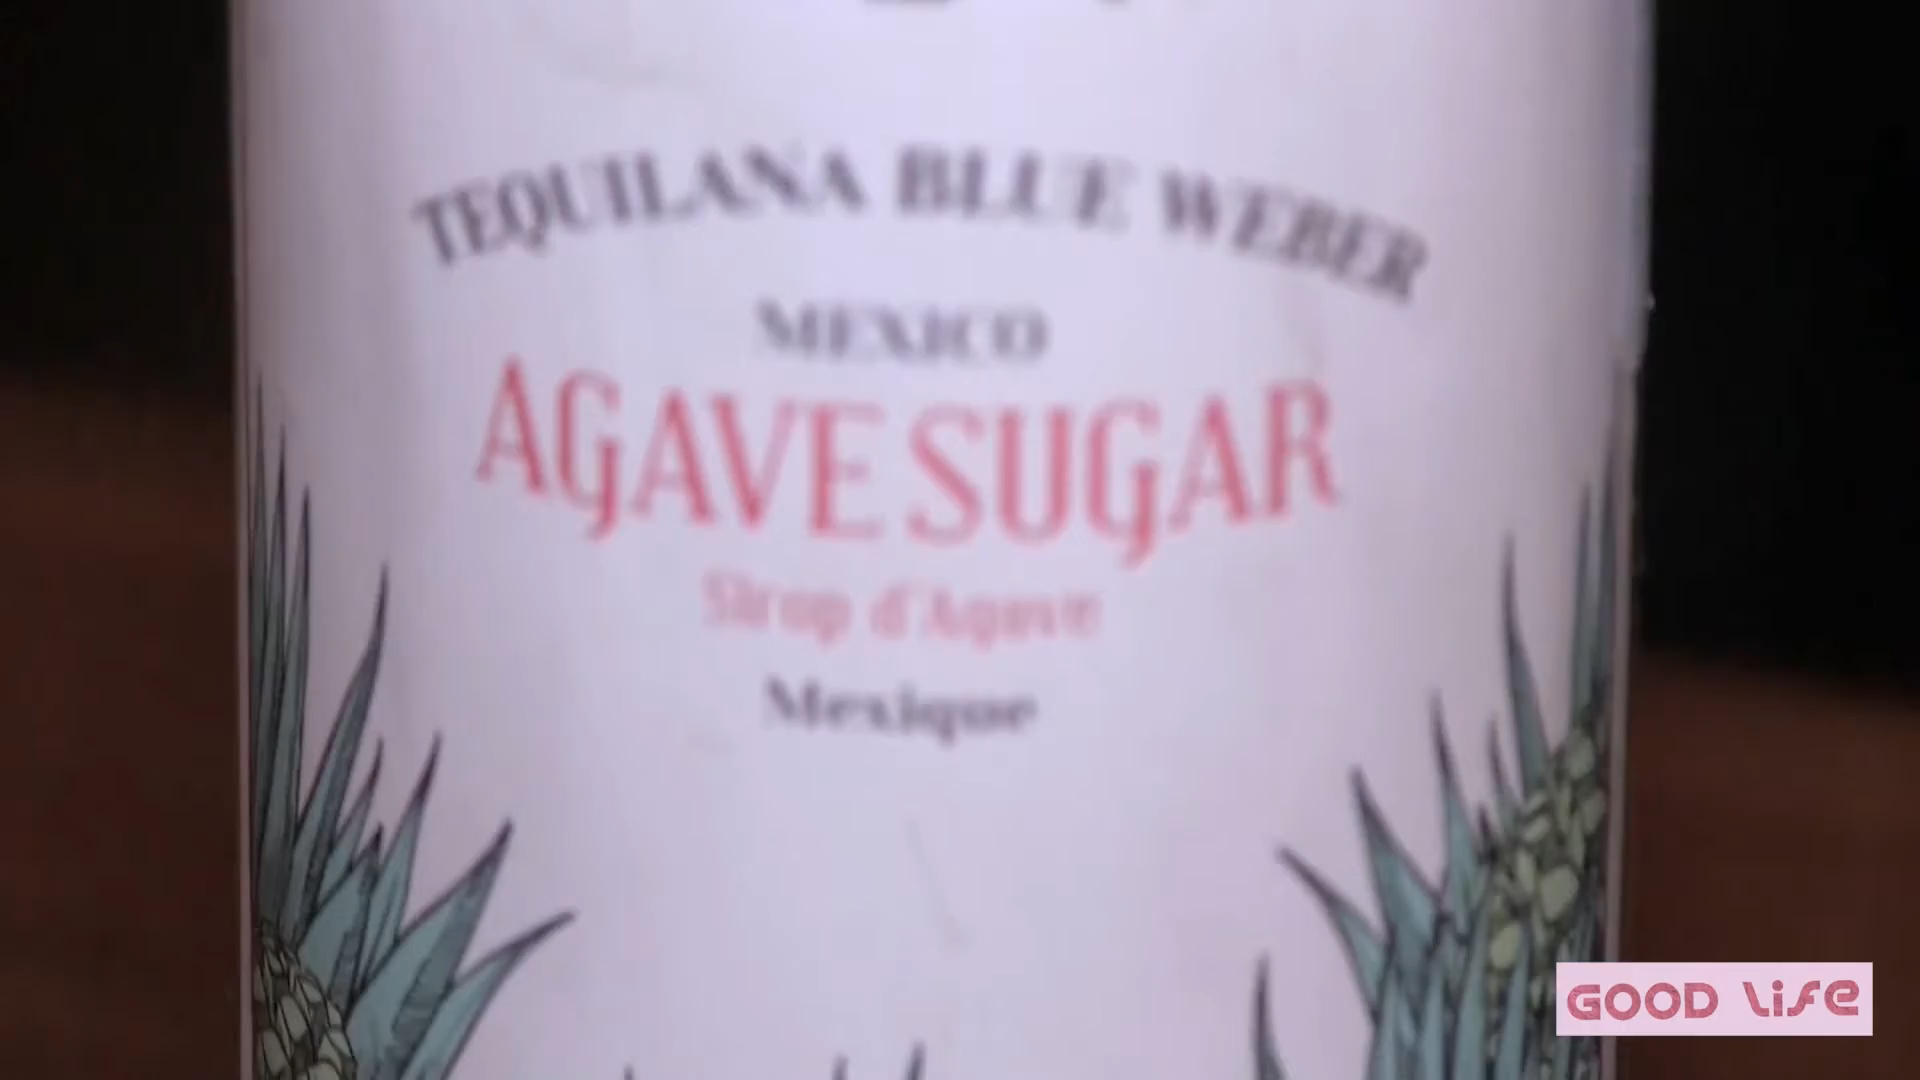 TEQUILANA BLUE WEBER
MEXICO
AGAVE SUGAR
Sirop d'Agave
Mexique
GOOD LIFE